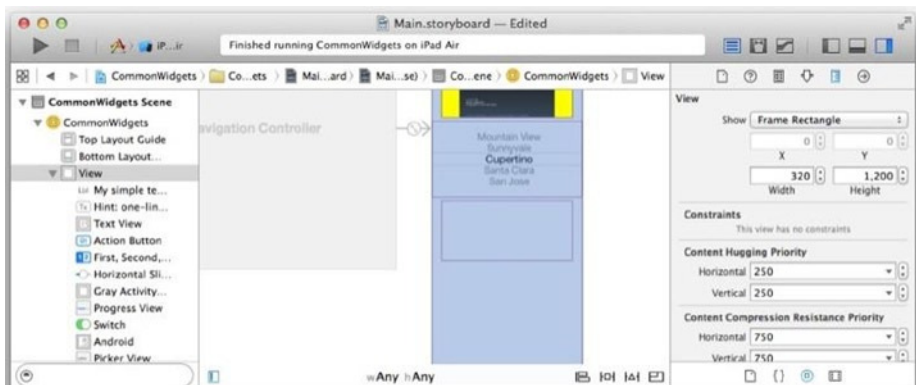 Main.storyboard — Edited
iP...ir
Finished running CommonWidgets on iPad Air
CommonWidgets Co...ets Mai...ard Mai...se) Co...ene CommonWidgets View
CommonWidgets Scene
CommonWidgets
Top Layout Guide
Bottom Layout...
View
My simple te...
Hint: one-lin...
Text View
Action Button
First, Second,...
Horizontal Sli...
Gray Activity...
Progress View
Switch
Android
Picker View
avigation Controller
Mountain View
Sunnyvale
Cupertino
Santa Clara
San Jose
wAny hAny
View
Show Frame Rectangle
0 0
X Y
320 1,200
Width Height
Constraints
This view has no constraints
Content Hugging Priority
Horizontal 250
Vertical 250
Content Compression Resistance Priority
Horizontal 750
Vertical 750